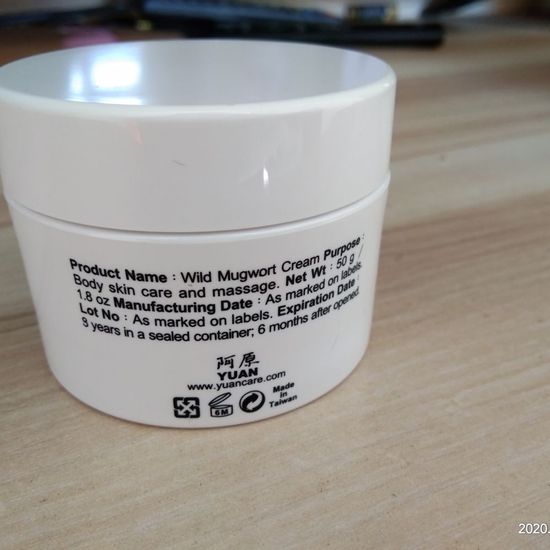 Product Name : Wild Mugwort Cream Purpose :
Body skin care and massage. Net Wt : 50 g /
1.8 oz Manufacturing Date : As marked on labels.
Lot No : As marked on labels. Expiration Date :
3 years in a sealed container; 6 months after opened.
阿原
YUAN
www.yuancare.com
6M
Made
in
Taiwan
2020.